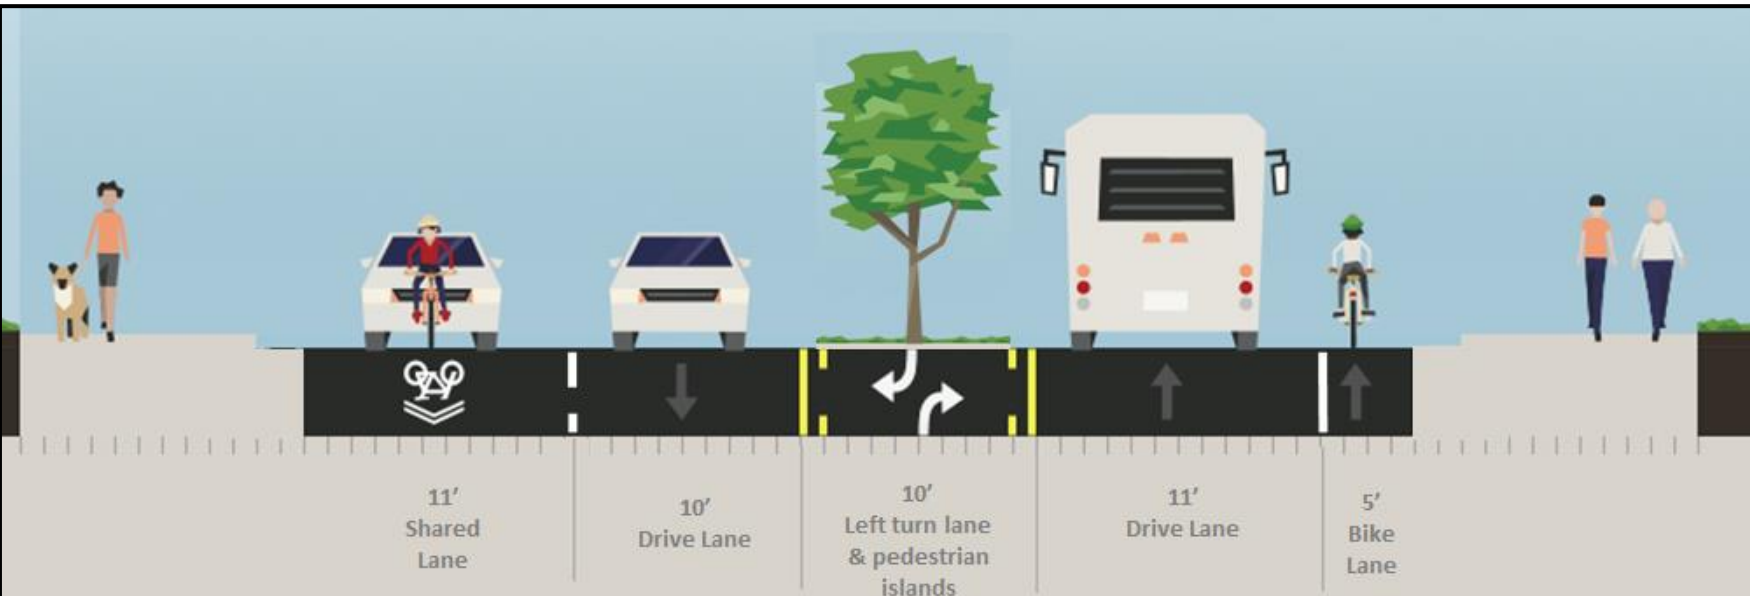 11′
Shared
Lane
10′
Drive Lane
10′
Left turn lane
& pedestrian
islands
11′
Drive Lane
5′
Bike
Lane